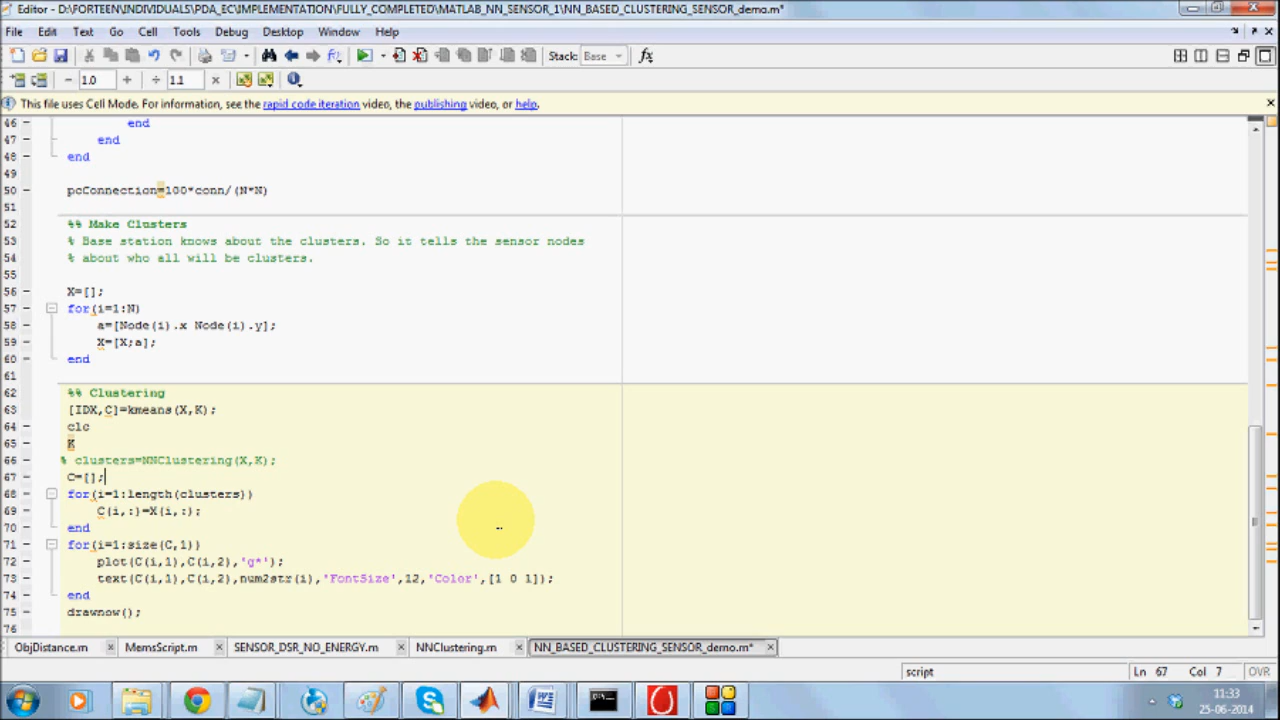 Editor - D:\FORTEEN\INDIVIDUALS\PDA_EC\IMPLEMENTATION\FULLY_COMPLETED\MATLAB_NN_SENSOR_1\NN_BASED_CLUSTERING_SENSOR_demo.m*
File Edit Text Go Cell Tools Debug Desktop Window Help
Stack: Base fx
- 1.0 + ÷ 1.1 ×
This file uses Cell Mode. For information, see the rapid code iteration video, the publishing video, or help.
46 - end
47 - end
48 - end
49
50 - pcConnection=100*conn/(N*N)
51
52 %% Make Clusters
53 % Base station knows about the clusters. So it tells the sensor nodes
54 % about who all will be clusters.
55
56 - X=[];
57 - for(i=1:N)
58 - a=[Node(i).x Node(i).y];
59 - X=[X;a];
60 - end
61
62 %% Clustering
63 - [IDX,C]=kmeans(X,K);
64 - clc
65 - K
66 - % clusters=NNClustering(X,K);
67 - C=[];
68 - for(i=1:length(clusters))
69 - C(i,:)=X(i,:);
70 - end
71 - for(i=1:size(C,1))
72 - plot(C(i,1),C(i,2),'g*');
73 - text(C(i,1),C(i,2),num2str(i),'FontSize',12,'Color',[1 0 1]);
74 - end
75 - drawnow();
76
ObjDistance.m × MemsScript.m × SENSOR_DSR_NO_ENERGY.m × NNClustering.m × NN_BASED_CLUSTERING_SENSOR_demo.m* ×
script Ln 67 Col 7 OVR
11:33
25-06-2014